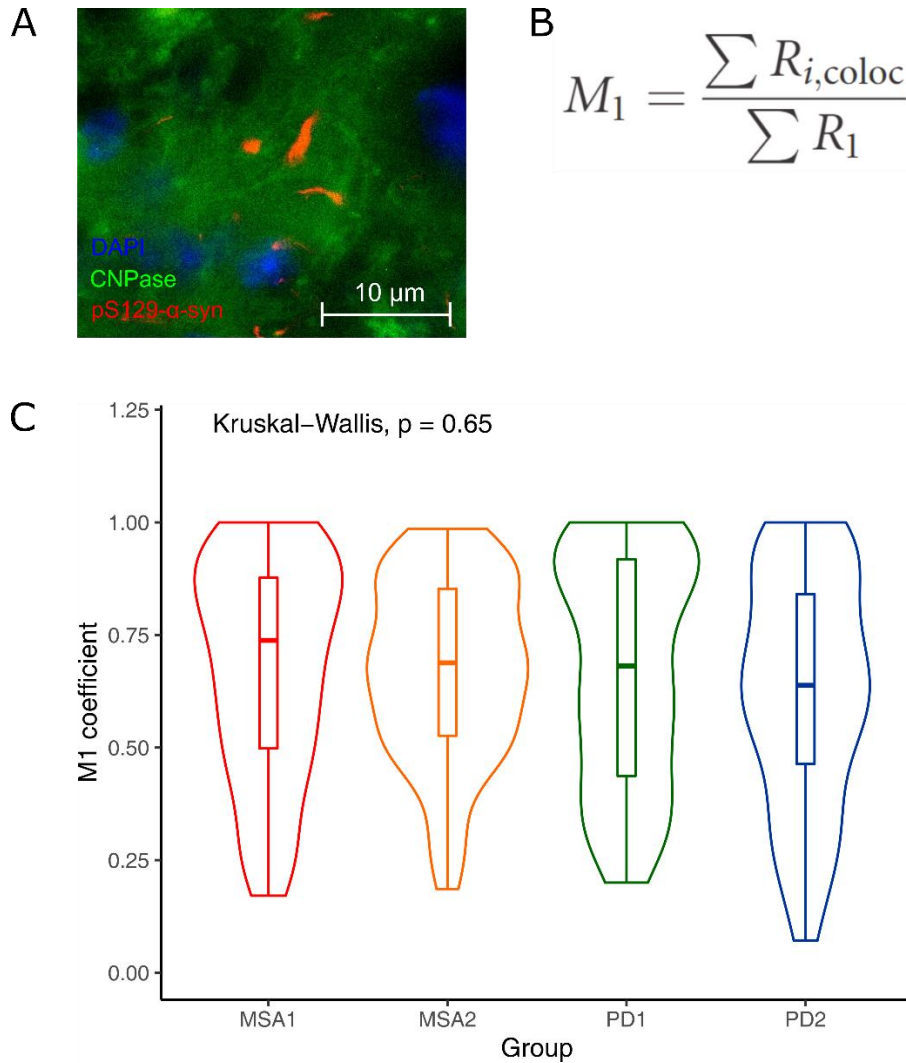 A
DAPI
CNPase
pS129-α-syn
10 μm
B
M₁ = ∑ Rᵢ,coloc / ∑ R₁
C
Kruskal−Wallis, p = 0.65
M1 coefficient
1.25
1.00
0.75
0.50
0.25
0.00
MSA1 MSA2 PD1 PD2
Group